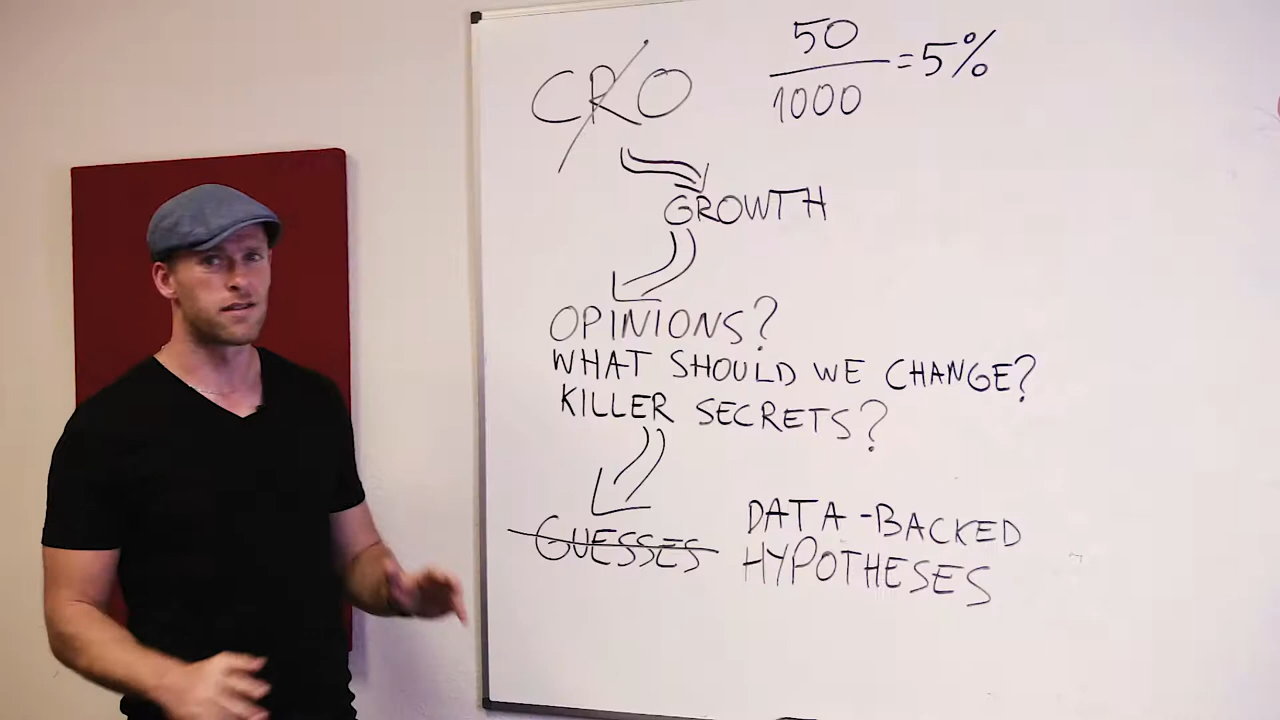 CRO
50
1000 = 5%
GROWTH
OPINIONS?
WHAT SHOULD WE CHANGE?
KILLER SECRETS?
GUESSES
DATA-BACKED
HYPOTHESES